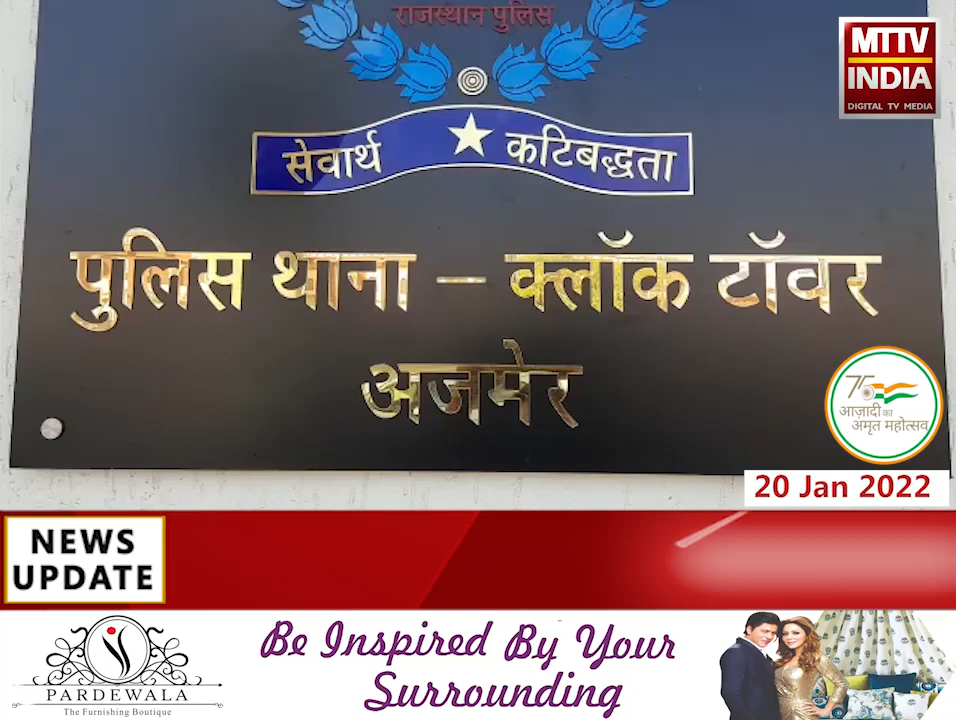 राजस्थान पुलिस
MTTV
INDIA
DIGITAL TV MEDIA
सेवार्थ ★ कटिबद्धता
पुलिस थाना – क्लॉक टॉवर
अजमेर
75
आज़ादी का
अमृत महोत्सव
20 Jan 2022
NEWS
UPDATE
Be Inspired By Your
Surrounding
PARDEWALA
The Furnishing Boutique